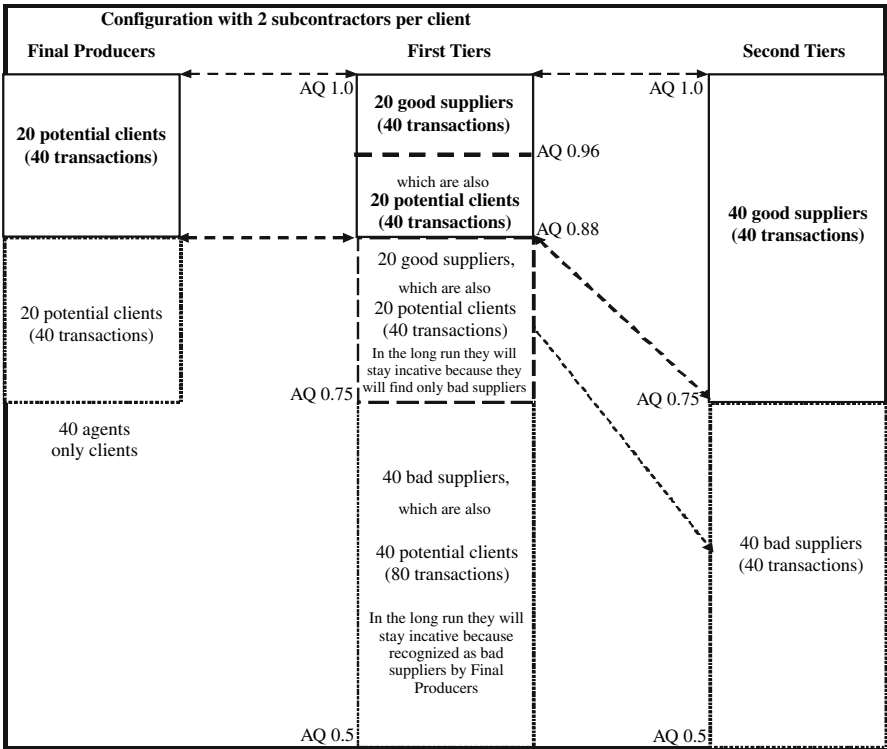 Configuration with 2 subcontractors per client
Final Producers
First Tiers
Second Tiers
AQ 1.0
AQ 1.0
20 potential clients
(40 transactions)
20 good suppliers
(40 transactions)
AQ 0.96
which are also
20 potential clients
(40 transactions)
AQ 0.88
40 good suppliers
(40 transactions)
20 potential clients
(40 transactions)
20 good suppliers,
which are also
20 potential clients
(40 transactions)
In the long run they will
stay incative because they
will find only bad suppliers
AQ 0.75
AQ 0.75
40 agents
only clients
40 bad suppliers,
which are also
40 potential clients
(80 transactions)
In the long run they will
stay incative because
recognized as bad
suppliers by Final
Producers
40 bad suppliers
(40 transactions)
AQ 0.5
AQ 0.5